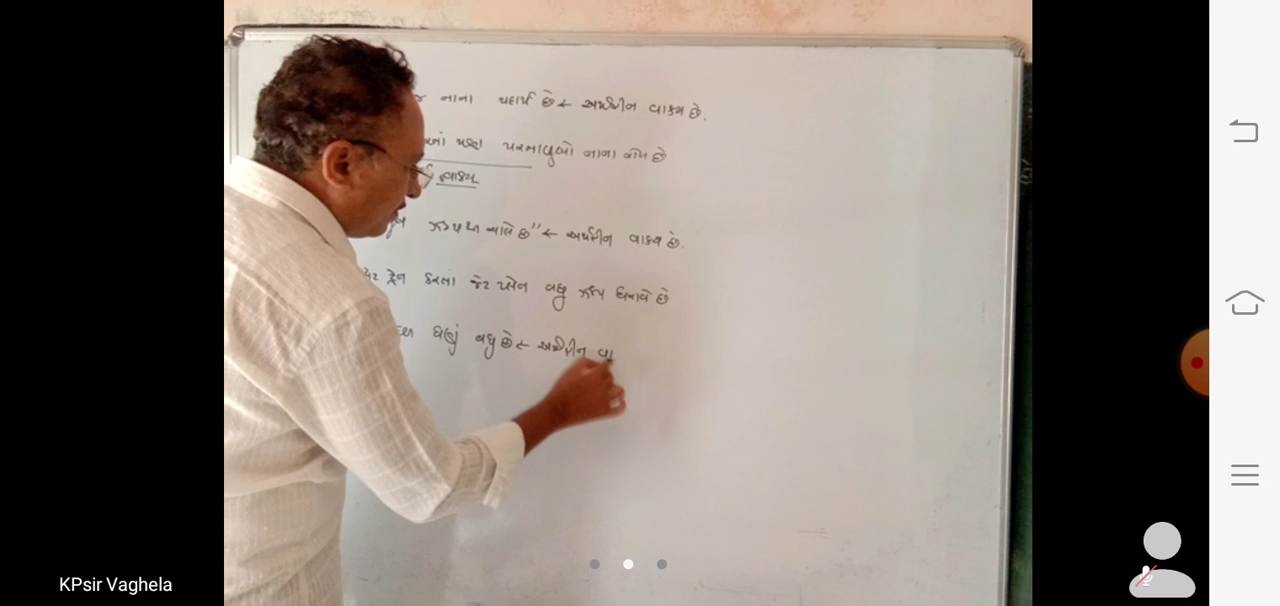 નાના પદાર્થ છે ← અર્થહીન વાક્ય છે.
પણ પરમાણુઓ નાના હોય છે
વાક્ય
ઝડપથી ચાલે છે" ← અર્થહીન વાક્ય છે.
ટ્રેન કરતાં જેટ પ્લેન વધુ ઝડપ ધરાવે છે
ઘણું વધુ છે ← અર્થહીન વા
KPsir Vaghela